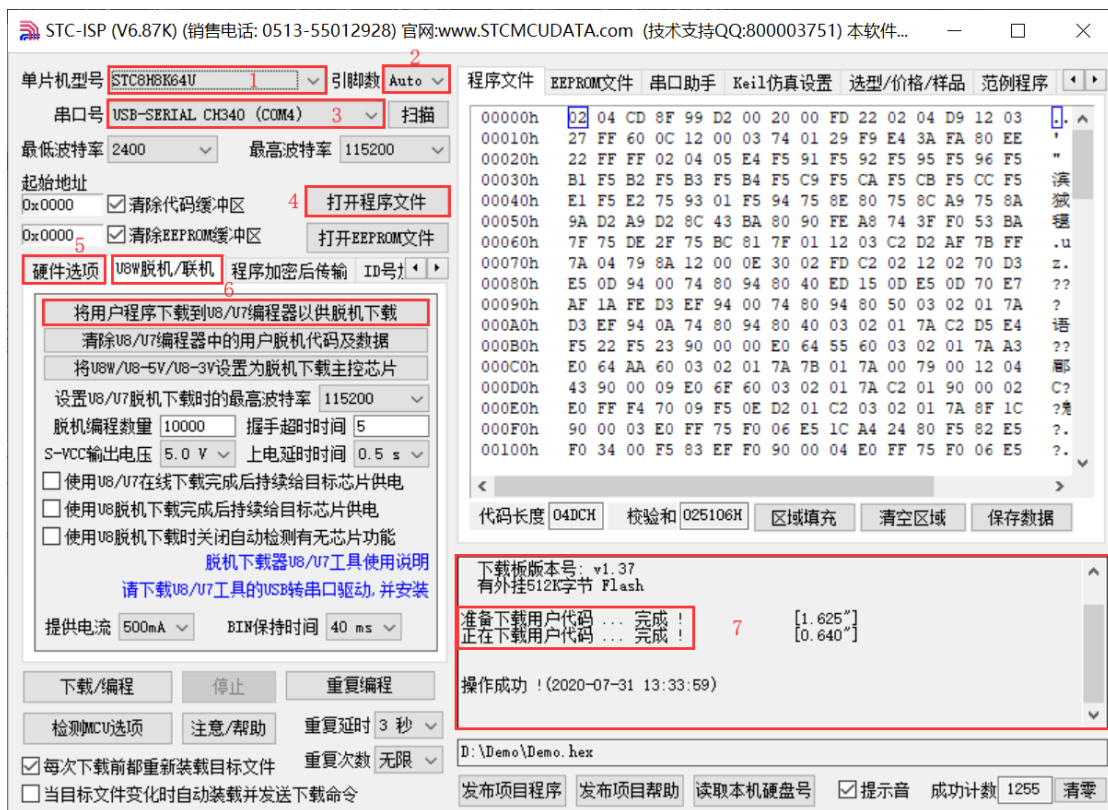 STC-ISP (V6.87K) (销售电话: 0513-55012928) 官网:www.STCMCUDATA.com (技术支持QQ:800003751) 本软件...
单片机型号 STC8H8K64U 1 引脚数 Auto 2
串口号 USB-SERIAL CH340 (COM4) 3 扫描
最低波特率 2400 最高波特率 115200
起始地址
0x0000 清除代码缓冲区 4 打开程序文件
0x0000 清除EEPROM缓冲区 打开EEPROM文件
5
硬件选项 U8W脱机/联机 程序加密后传输 ID号
6
将用户程序下载到U8/U7编程器以供脱机下载
清除U8/U7编程器中的用户脱机代码及数据
将U8W/U8-5V/U8-3V设置为脱机下载主控芯片
设置U8/U7脱机下载时的最高波特率 115200
脱机编程数量 10000 握手超时时间 5
S-VCC输出电压 5.0 V 上电延时时间 0.5 s
使用U8/U7在线下载完成后持续给目标芯片供电
使用U8脱机下载完成后持续给目标芯片供电
使用U8脱机下载时关闭自动检测有无芯片功能
脱机下载器U8/U7工具使用说明
请下载U8/U7工具的USB转串口驱动,并安装
提供电流 500mA BIN保持时间 40 ms
下载/编程 停止 重复编程
检测MCU选项 注意/帮助 重复延时 3 秒
重复次数 无限
每次下载前都重新装载目标文件
当目标文件变化时自动装载并发送下载命令
程序文件 EEPROM文件 串口助手 Keil仿真设置 选型/价格/样品 范例程序
00000h 02 04 CD 8F 99 D2 00 20 00 FD 22 02 04 D9 12 03 ..
00010h 27 FF 60 0C 12 00 03 74 01 29 F9 E4 3A FA 80 EE '
00020h 22 FF FF 02 04 05 E4 F5 91 F5 92 F5 95 F5 96 F5 "
00030h B1 F5 B2 F5 B3 F5 B4 F5 C9 F5 CA F5 CB F5 CC F5 滨
00040h E1 F5 E2 75 93 01 F5 94 75 8E 80 75 8C A9 75 8A
00050h 9A D2 A9 D2 8C 43 BA 80 90 FE A8 74 3F F0 53 BA
00060h 7F 75 DE 2F 75 BC 81 7F 01 12 03 C2 D2 AF 7B FF .u
00070h 7A 04 79 8A 12 00 0E 30 02 FD C2 02 12 02 70 D3 z.
00080h E5 0D 94 00 74 80 94 80 40 ED 15 0D E5 0D 70 E7 ??
00090h AF 1A FE D3 EF 94 00 74 80 94 80 50 03 02 01 7A ?
000A0h D3 EF 94 0A 74 80 94 80 40 03 02 01 7A C2 D5 E4 语
000B0h F5 22 F5 23 90 00 00 E0 64 55 60 03 02 01 7A A3 ??
000C0h E0 64 AA 60 03 02 01 7A 7B 01 7A 00 79 00 12 04
000D0h 43 90 00 09 E0 6F 60 03 02 01 7A C2 01 90 00 02 C?
000E0h E0 FF F4 70 09 F5 0E D2 01 C2 03 02 01 7A 8F 1C
000F0h 90 00 03 E0 FF 75 F0 06 E5 1C A4 24 80 F5 82 E5 ?.
00100h F0 34 00 F5 83 EF F0 90 00 04 E0 FF 75 F0 06 E5 ?.
代码长度 04DCH 校验和 025106H 区域填充 清空区域 保存数据
下载板版本号: v1.37
有外挂512K字节 Flash
准备下载用户代码 ... 完成 ! [1.625"]
正在下载用户代码 ... 完成 ! [0.640"]
7
操作成功 !(2020-07-31 13:33:59)
D:\Demo\Demo.hex
发布项目程序 发布项目帮助 读取本机硬盘号 提示音 成功计数 1255 清零